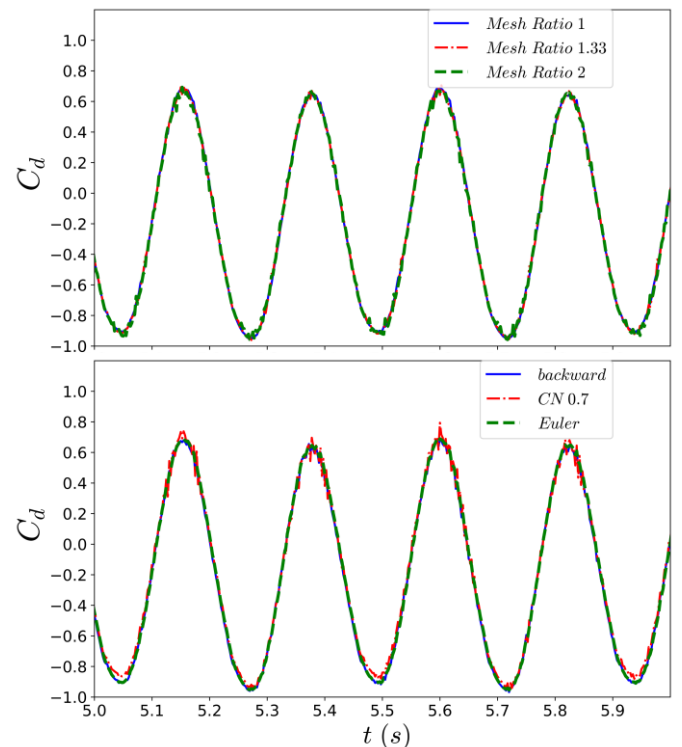 Mesh Ratio 1
Mesh Ratio 1.33
Mesh Ratio 2
1.0
0.8
0.6
0.4
0.2
0.0
−0.2
−0.4
−0.6
−0.8
−1.0
C_d
backward
CN 0.7
Euler
1.0
0.8
0.6
0.4
0.2
0.0
−0.2
−0.4
−0.6
−0.8
−1.0
C_d
5.0 5.1 5.2 5.3 5.4 5.5 5.6 5.7 5.8 5.9
t (s)